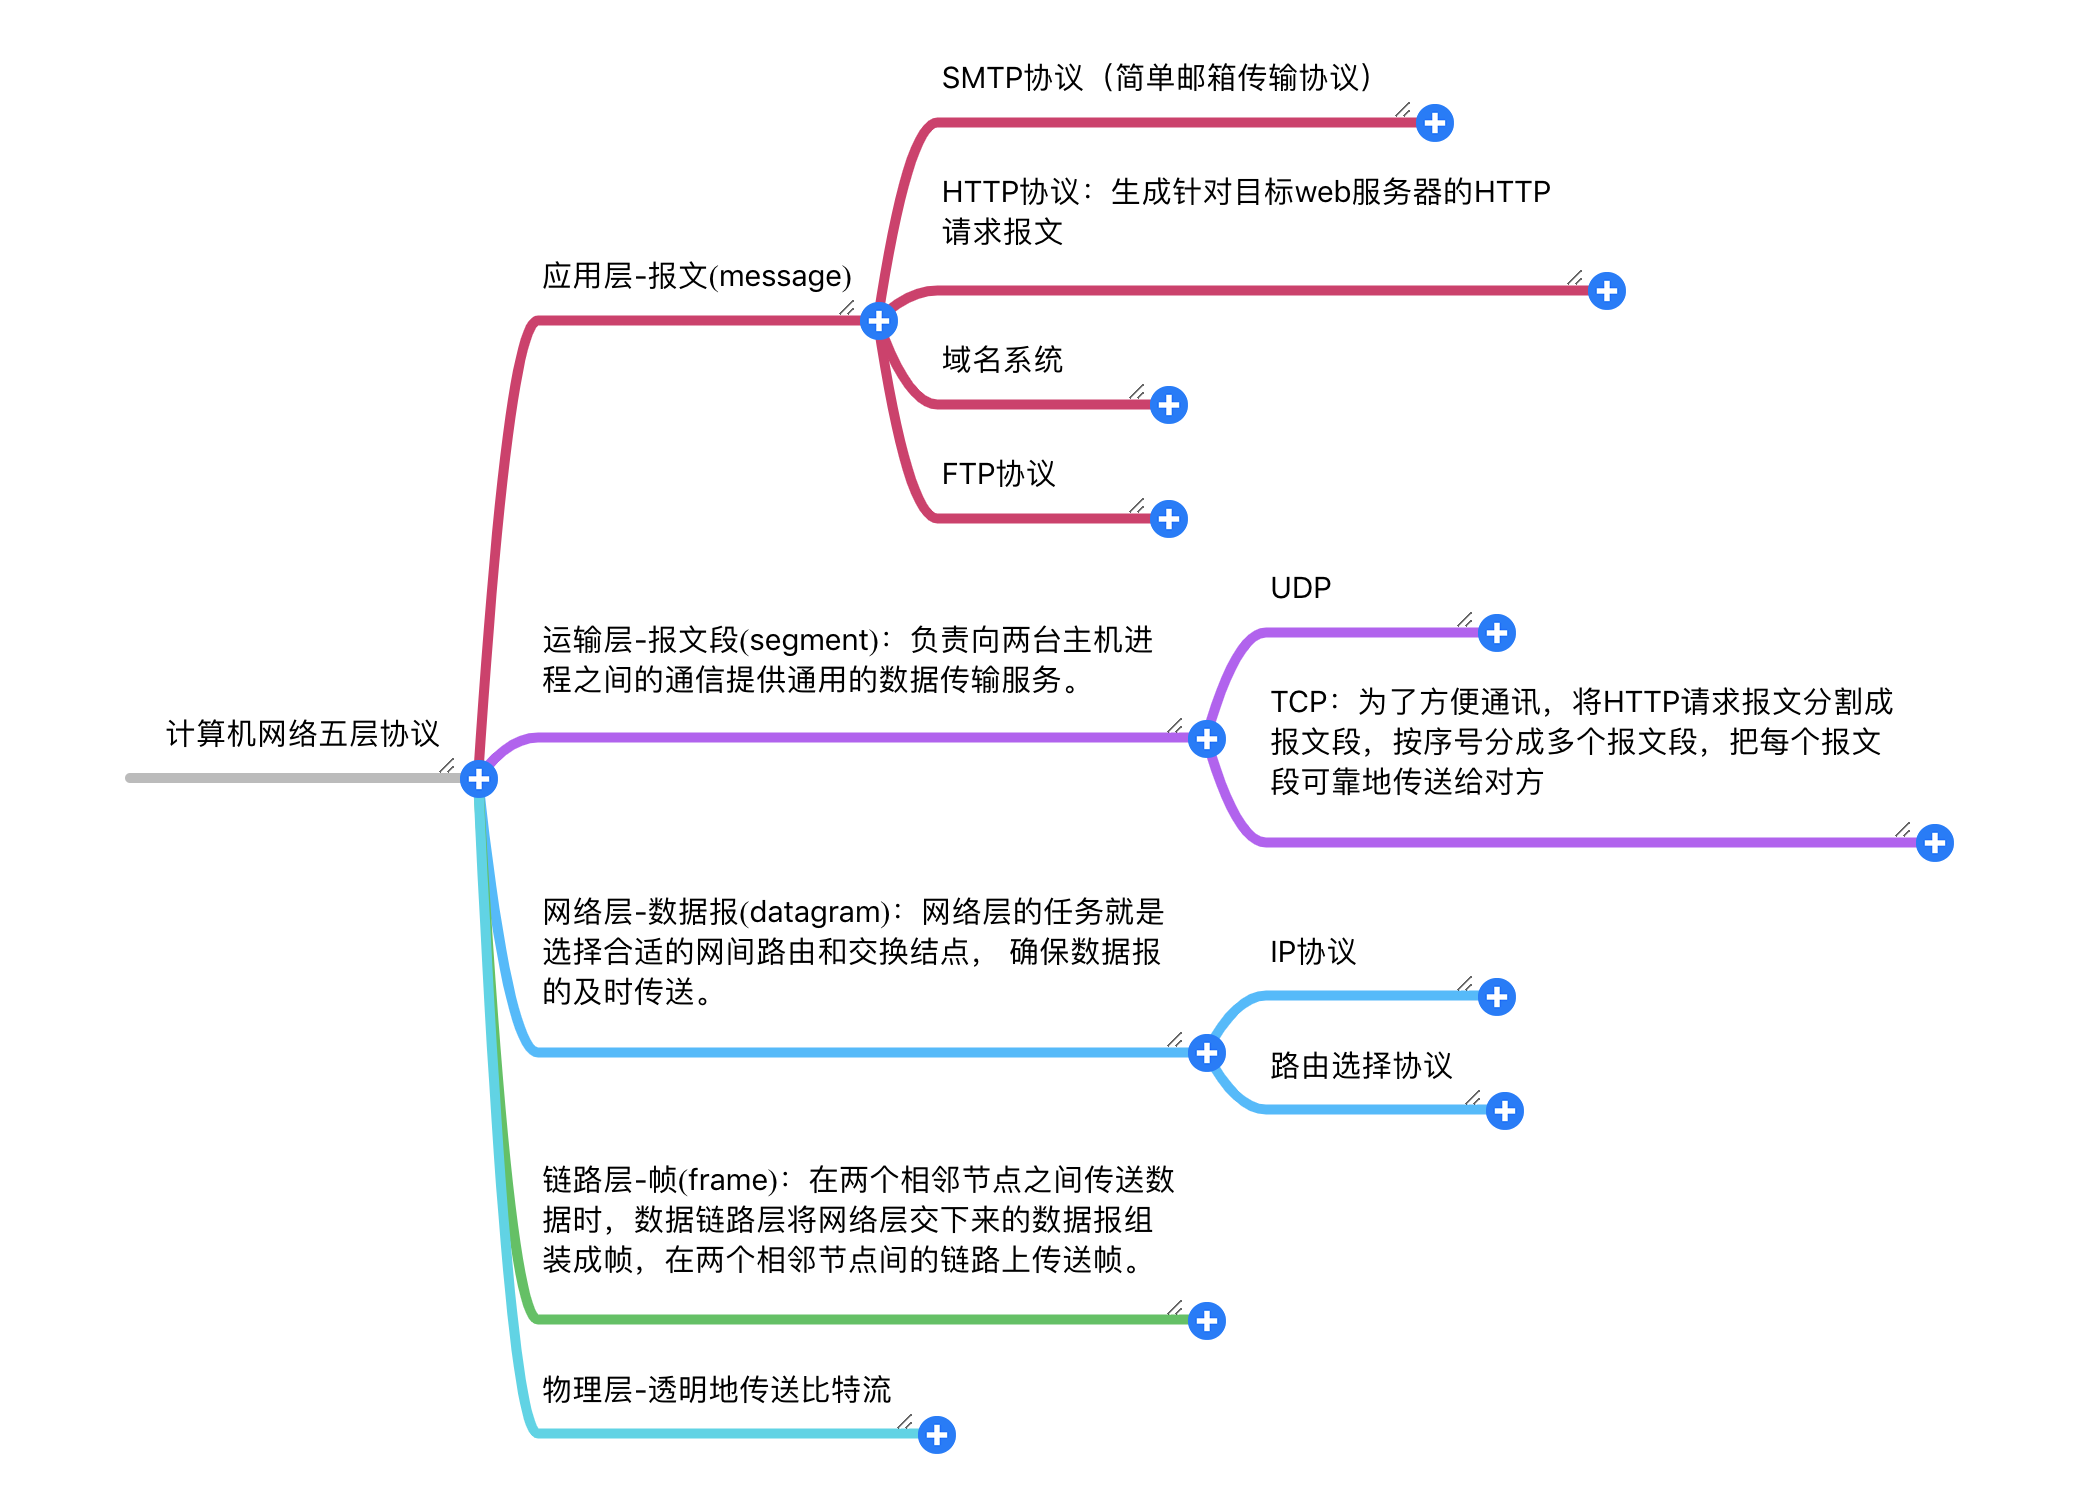 SMTP协议（简单邮箱传输协议）
HTTP协议：生成针对目标web服务器的HTTP
请求报文
应用层-报文(message)
域名系统
FTP协议
UDP
运输层-报文段(segment)：负责向两台主机进
程之间的通信提供通用的数据传输服务。
TCP：为了方便通讯，将HTTP请求报文分割成
报文段，按序号分成多个报文段，把每个报文
段可靠地传送给对方
计算机网络五层协议
网络层-数据报(datagram)：网络层的任务就是
选择合适的网间路由和交换结点， 确保数据报
的及时传送。
IP协议
路由选择协议
链路层-帧(frame)：在两个相邻节点之间传送数
据时，数据链路层将网络层交下来的数据报组
装成帧，在两个相邻节点间的链路上传送帧。
物理层-透明地传送比特流